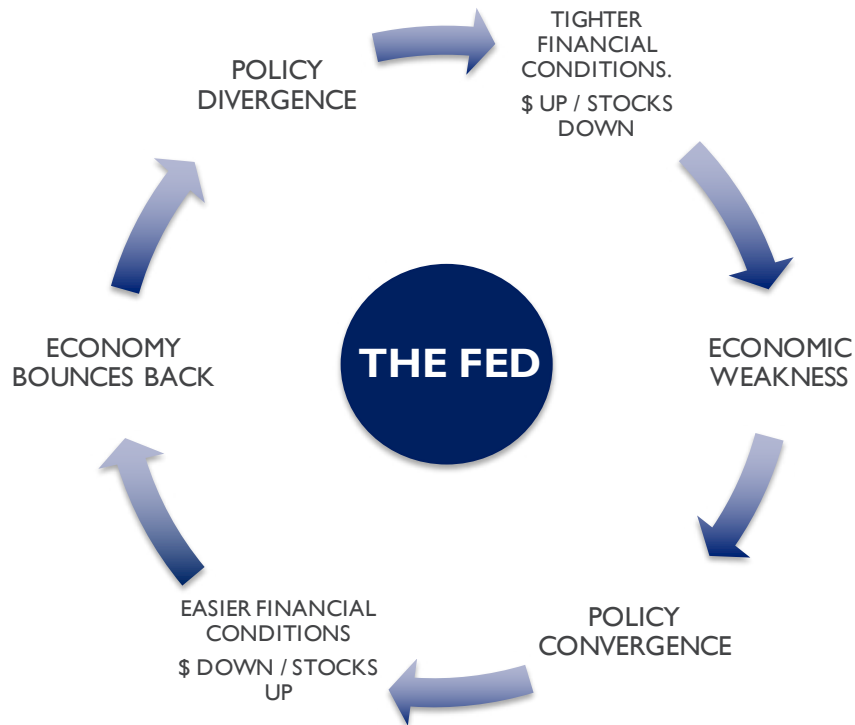 POLICY
DIVERGENCE
TIGHTER
FINANCIAL
CONDITIONS.
$ UP / STOCKS
DOWN
ECONOMIC
WEAKNESS
POLICY
CONVERGENCE
EASIER FINANCIAL
CONDITIONS
$ DOWN / STOCKS
UP
ECONOMY
BOUNCES BACK
THE FED